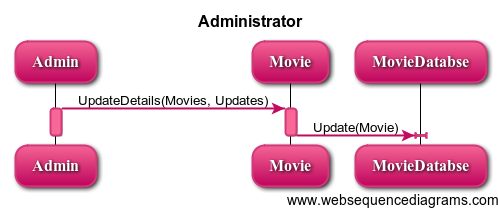 Administrator
Admin
Movie
MovieDatabse
UpdateDetails(Movies, Updates)
Update(Movie)
Admin
Movie
MovieDatabse
www.websequencediagrams.com